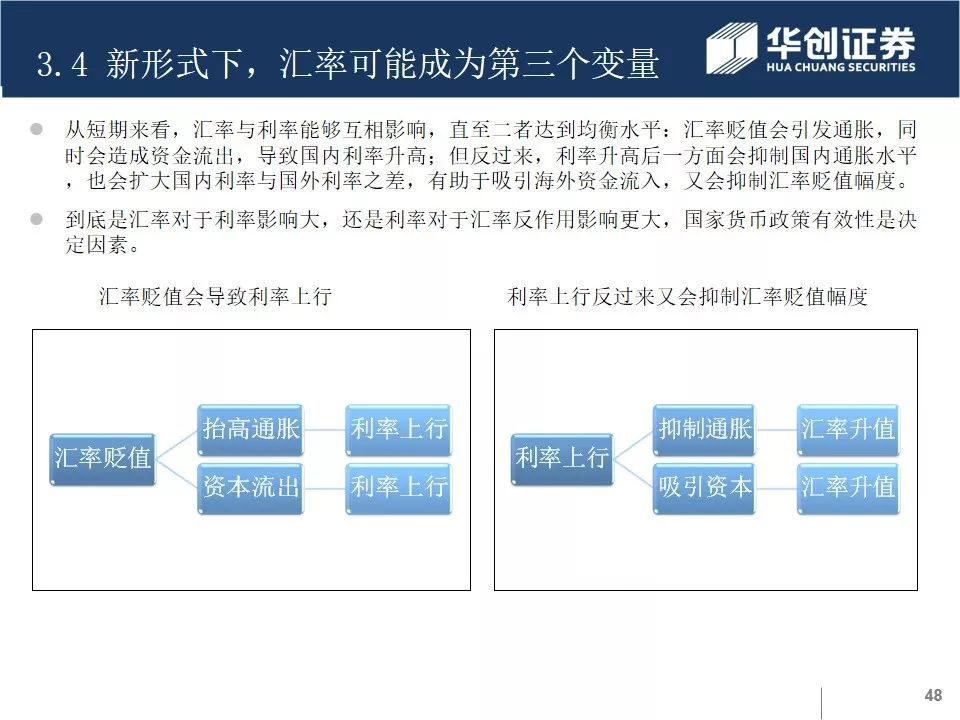 3.4 新形式下，汇率可能成为第三个变量
华创证券
HUA CHUANG SECURITIES
从短期来看，汇率与利率能够互相影响，直至二者达到均衡水平：汇率贬值会引发通胀，同
时会造成资金流出，导致国内利率升高；但反过来，利率升高后一方面会抑制国内通胀水平
，也会扩大国内利率与国外利率之差，有助于吸引海外资金流入，又会抑制汇率贬值幅度。
到底是汇率对于利率影响大，还是利率对于汇率反作用影响更大，国家货币政策有效性是决
定因素。
汇率贬值会导致利率上行
汇率贬值
抬高通胀
利率上行
资本流出
利率上行
利率上行反过来又会抑制汇率贬值幅度
利率上行
抑制通胀
汇率升值
吸引资本
汇率升值
48